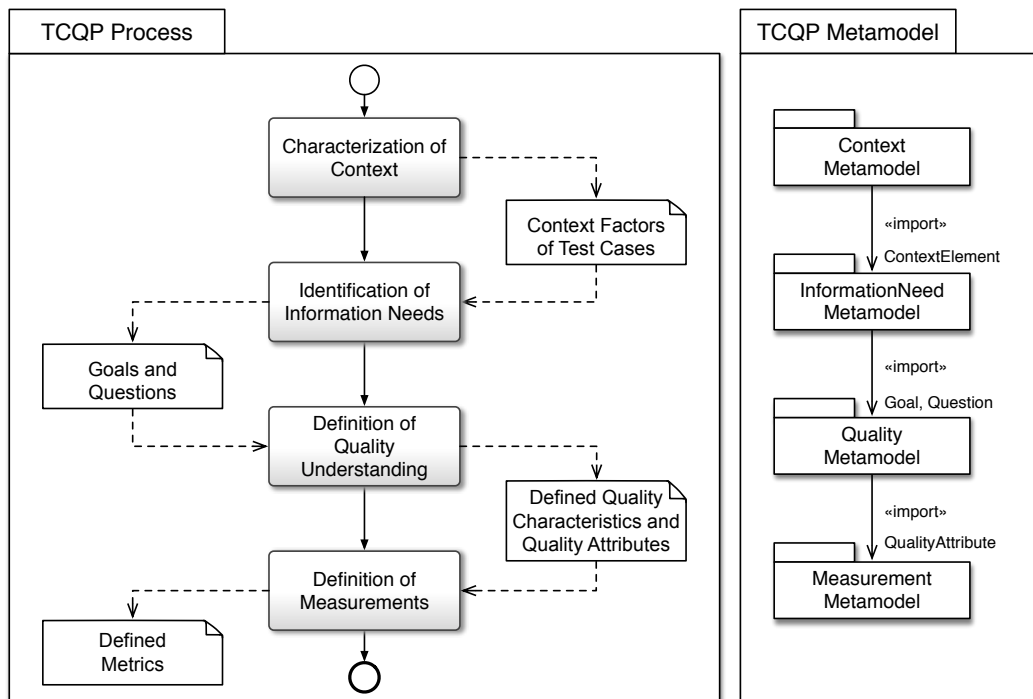 TCQP Process
Characterization of
Context
Context Factors
of Test Cases
Identification of
Information Needs
Goals and
Questions
Definition of
Quality
Understanding
Defined Quality
Characteristics and
Quality Attributes
Definition of
Measurements
Defined
Metrics
TCQP Metamodel
Context
Metamodel
«import»
ContextElement
InformationNeed
Metamodel
«import»
Goal, Question
Quality
Metamodel
«import»
QualityAttribute
Measurement
Metamodel